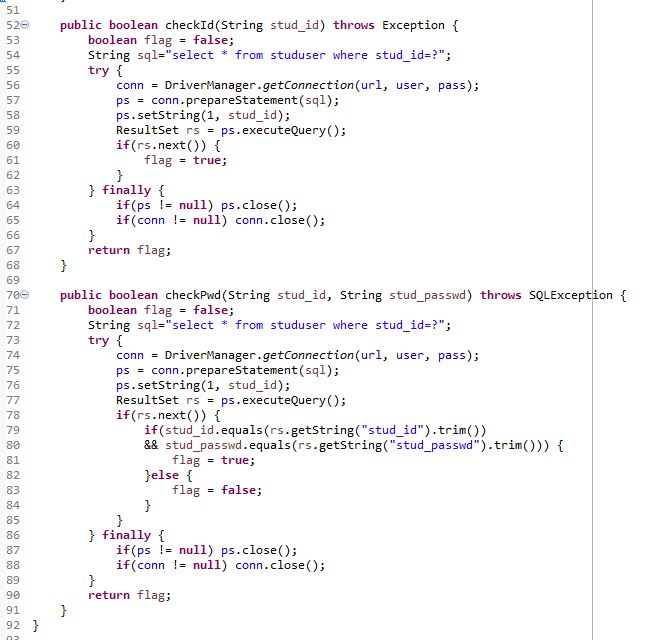 51
52 public boolean checkId(String stud_id) throws Exception {
53 boolean flag = false;
54 String sql="select * from studuser where stud_id=?";
55 try {
56 conn = DriverManager.getConnection(url, user, pass);
57 ps = conn.prepareStatement(sql);
58 ps.setString(1, stud_id);
59 ResultSet rs = ps.executeQuery();
60 if(rs.next()) {
61 flag = true;
62 }
63 } finally {
64 if(ps != null) ps.close();
65 if(conn != null) conn.close();
66 }
67 return flag;
68 }
69
70 public boolean checkPwd(String stud_id, String stud_passwd) throws SQLException {
71 boolean flag = false;
72 String sql="select * from studuser where stud_id=?";
73 try {
74 conn = DriverManager.getConnection(url, user, pass);
75 ps = conn.prepareStatement(sql);
76 ps.setString(1, stud_id);
77 ResultSet rs = ps.executeQuery();
78 if(rs.next()) {
79 if(stud_id.equals(rs.getString("stud_id").trim())
80 && stud_passwd.equals(rs.getString("stud_passwd").trim())) {
81 flag = true;
82 }else {
83 flag = false;
84 }
85 }
86 } finally {
87 if(ps != null) ps.close();
88 if(conn != null) conn.close();
89 }
90 return flag;
91 }
92 }